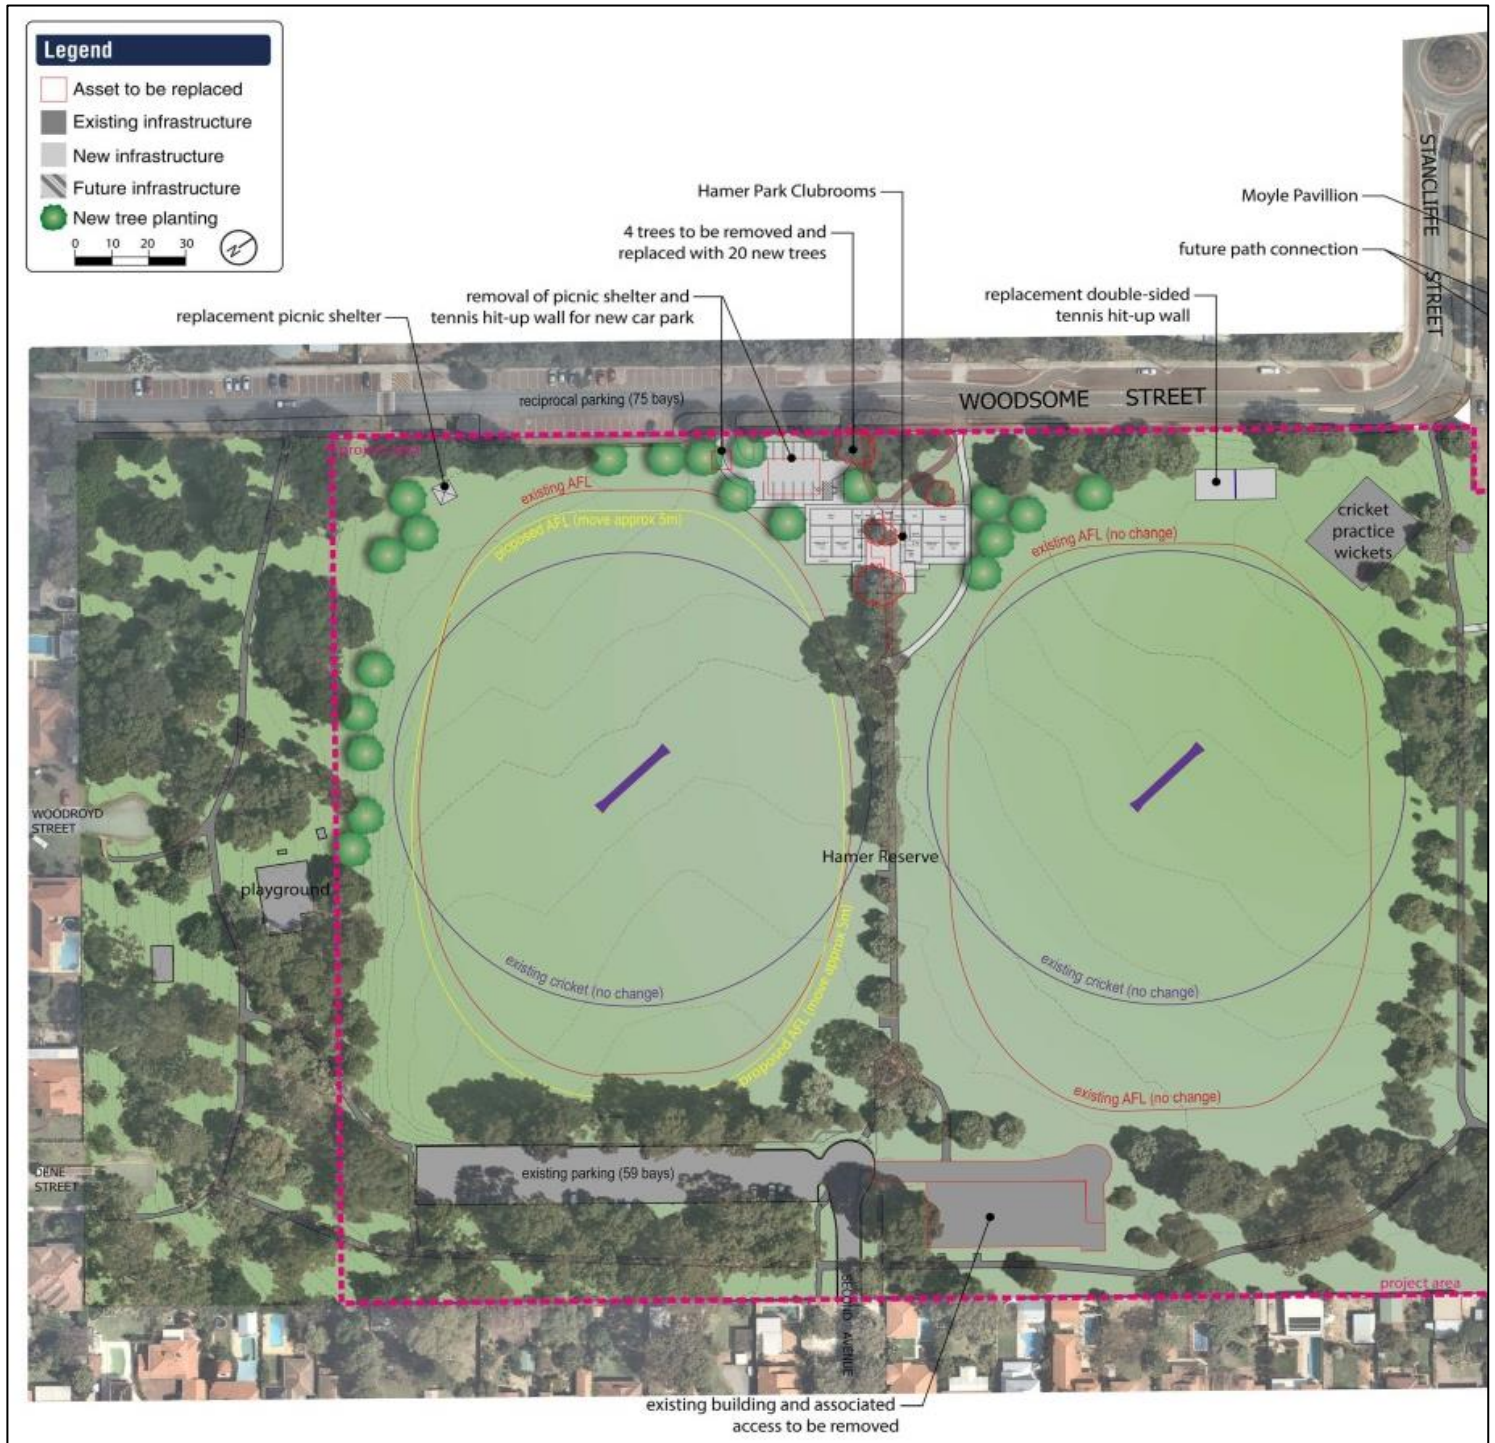 Legend
Asset to be replaced
Existing infrastructure
New infrastructure
Future infrastructure
New tree planting
0 10 20 30
N
Hamer Park Clubrooms
4 trees to be removed and
replaced with 20 new trees
removal of picnic shelter and
tennis hit-up wall for new car park
replacement picnic shelter
replacement double-sided
tennis hit-up wall
Moyle Pavillion
future path connection
STANCLIFFE STREET
reciprocal parking (75 bays)
WOODSOME STREET
project area
existing AFL
proposed AFL (move approx 5m)
existing AFL (no change)
cricket
practice
wickets
WOODROYD
STREET
playground
Hamer Reserve
existing cricket (no change)
existing cricket (no change)
proposed AFL (move approx 5m)
existing AFL (no change)
existing parking (59 bays)
DENE
STREET
SECOND AVENUE
project area
existing building and associated
access to be removed